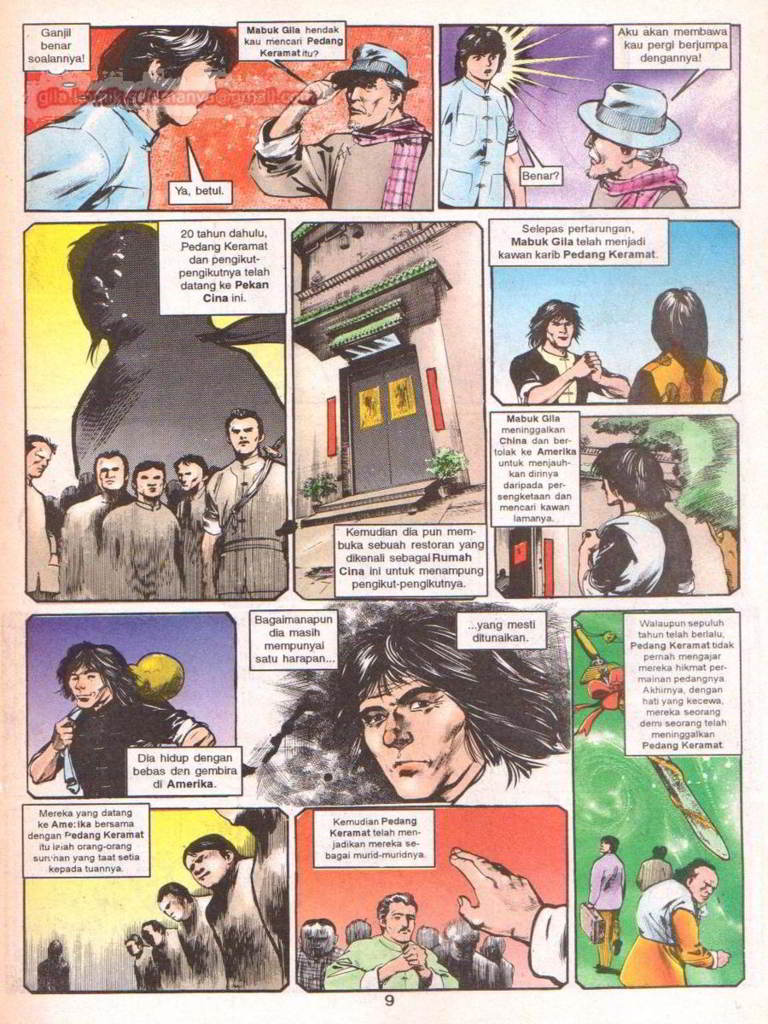 Ganjil
benar
soalannya!
Mabuk Gila hendak
kau mencari Pedang
Keramat itu?
Ya, betul.
Aku akan membawa
kau pergi berjumpa
dengannya!
Benar?
20 tahun dahulu,
Pedang Keramat
dan pengikut-
pengikutnya telah
datang ke Pekan
Cina ini.
Kemudian dia pun mem-
buka sebuah restoran yang
dikenali sebagai Rumah
Cina ini untuk menampung
pengikut-pengikutnya.
Selepas pertarungan,
Mabuk Gila telah menjadi
kawan karib Pedang Keramat.
Mabuk Gila
meninggalkan
China dan ber-
tolak ke Amerika
untuk menjauh-
kan dirinya
daripada per-
sengketaan dan
mencari kawan
lamanya.
Dia hidup dengan
bebas dan gembira
di Amerika.
Bagaimanapun
dia masih
mempunyai
satu harapan...
...yang mesti
ditunaikan.
Mereka yang datang
ke Amerika bersama
dengan Pedang Keramat
itu ialah orang-orang
suruhan yang taat setia
kepada tuannya.
Kemudian Pedang
Keramat telah men-
jadikan mereka se-
bagai murid-muridnya.
Walaupun sepuluh
tahun telah berlalu,
Pedang Keramat tidak
pernah mengajar
mereka hikmat per-
mainan pedangnya.
Akhirnya, dengan
hati yang kecewa,
mereka seorang
demi seorang telah
meninggalkan
Pedang Keramat.
9